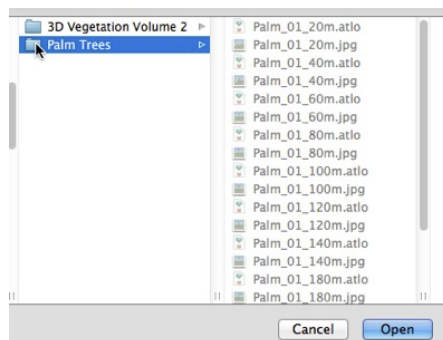 3D Vegetation Volume 2
Palm Trees
Palm_01_20m.atlo
Palm_01_20m.jpg
Palm_01_40m.atlo
Palm_01_40m.jpg
Palm_01_60m.atlo
Palm_01_60m.jpg
Palm_01_80m.atlo
Palm_01_80m.jpg
Palm_01_100m.atlo
Palm_01_100m.jpg
Palm_01_120m.atlo
Palm_01_120m.jpg
Palm_01_140m.atlo
Palm_01_140m.jpg
Palm_01_180m.atlo
Palm_01_180m.jpg
Cancel
Open